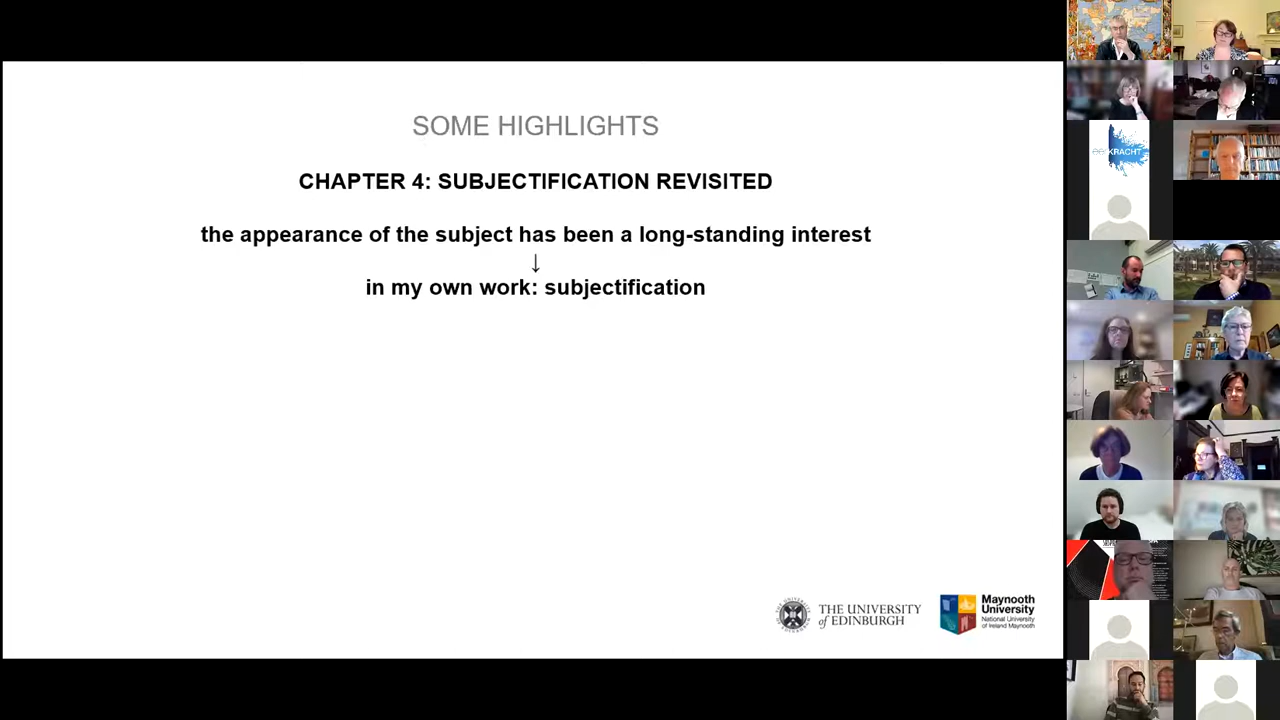 SOME HIGHLIGHTS
CHAPTER 4: SUBJECTIFICATION REVISITED
the appearance of the subject has been a long-standing interest
↓
in my own work: subjectification
THE UNIVERSITY
of EDINBURGH
Maynooth
University
National University
of Ireland Maynooth
KRACHT